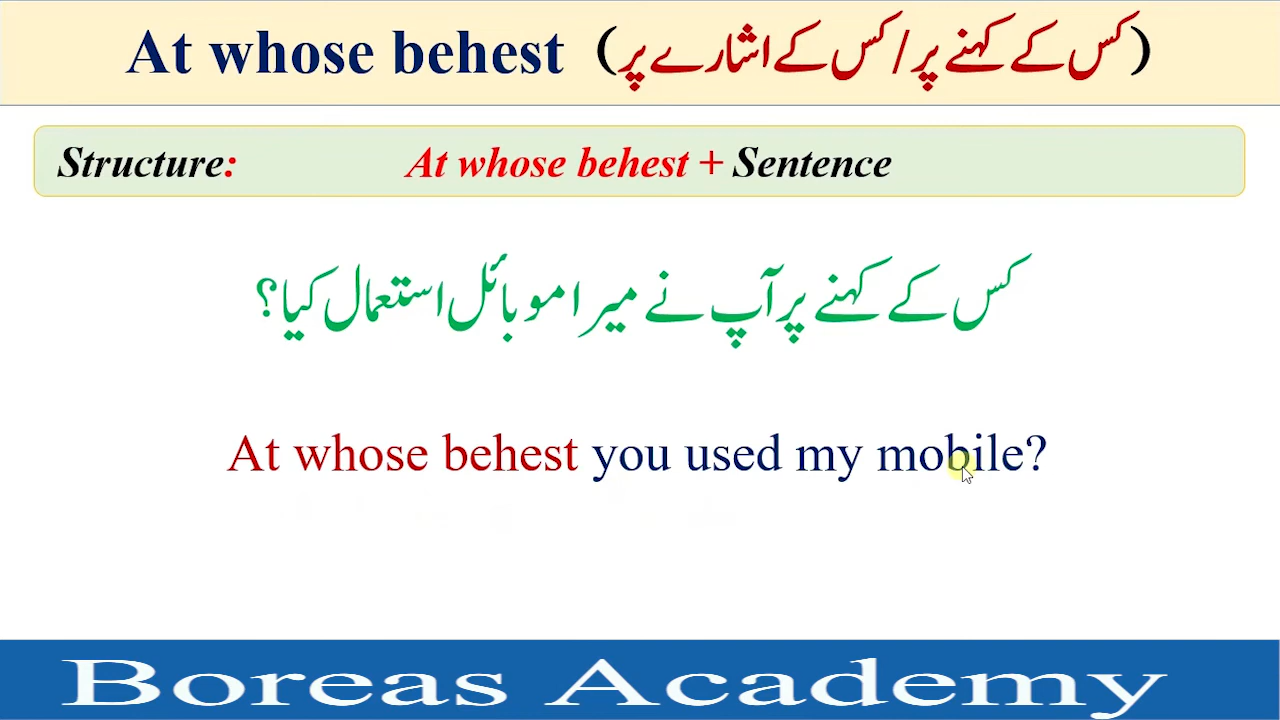 At whose behest (کس کے کہنے پر/کس کے اشارے پر)
Structure: At whose behest + Sentence
کس کے کہنے پر آپ نے میرا موبائل استعمال کیا؟
At whose behest you used my mobile?
Boreas Academy